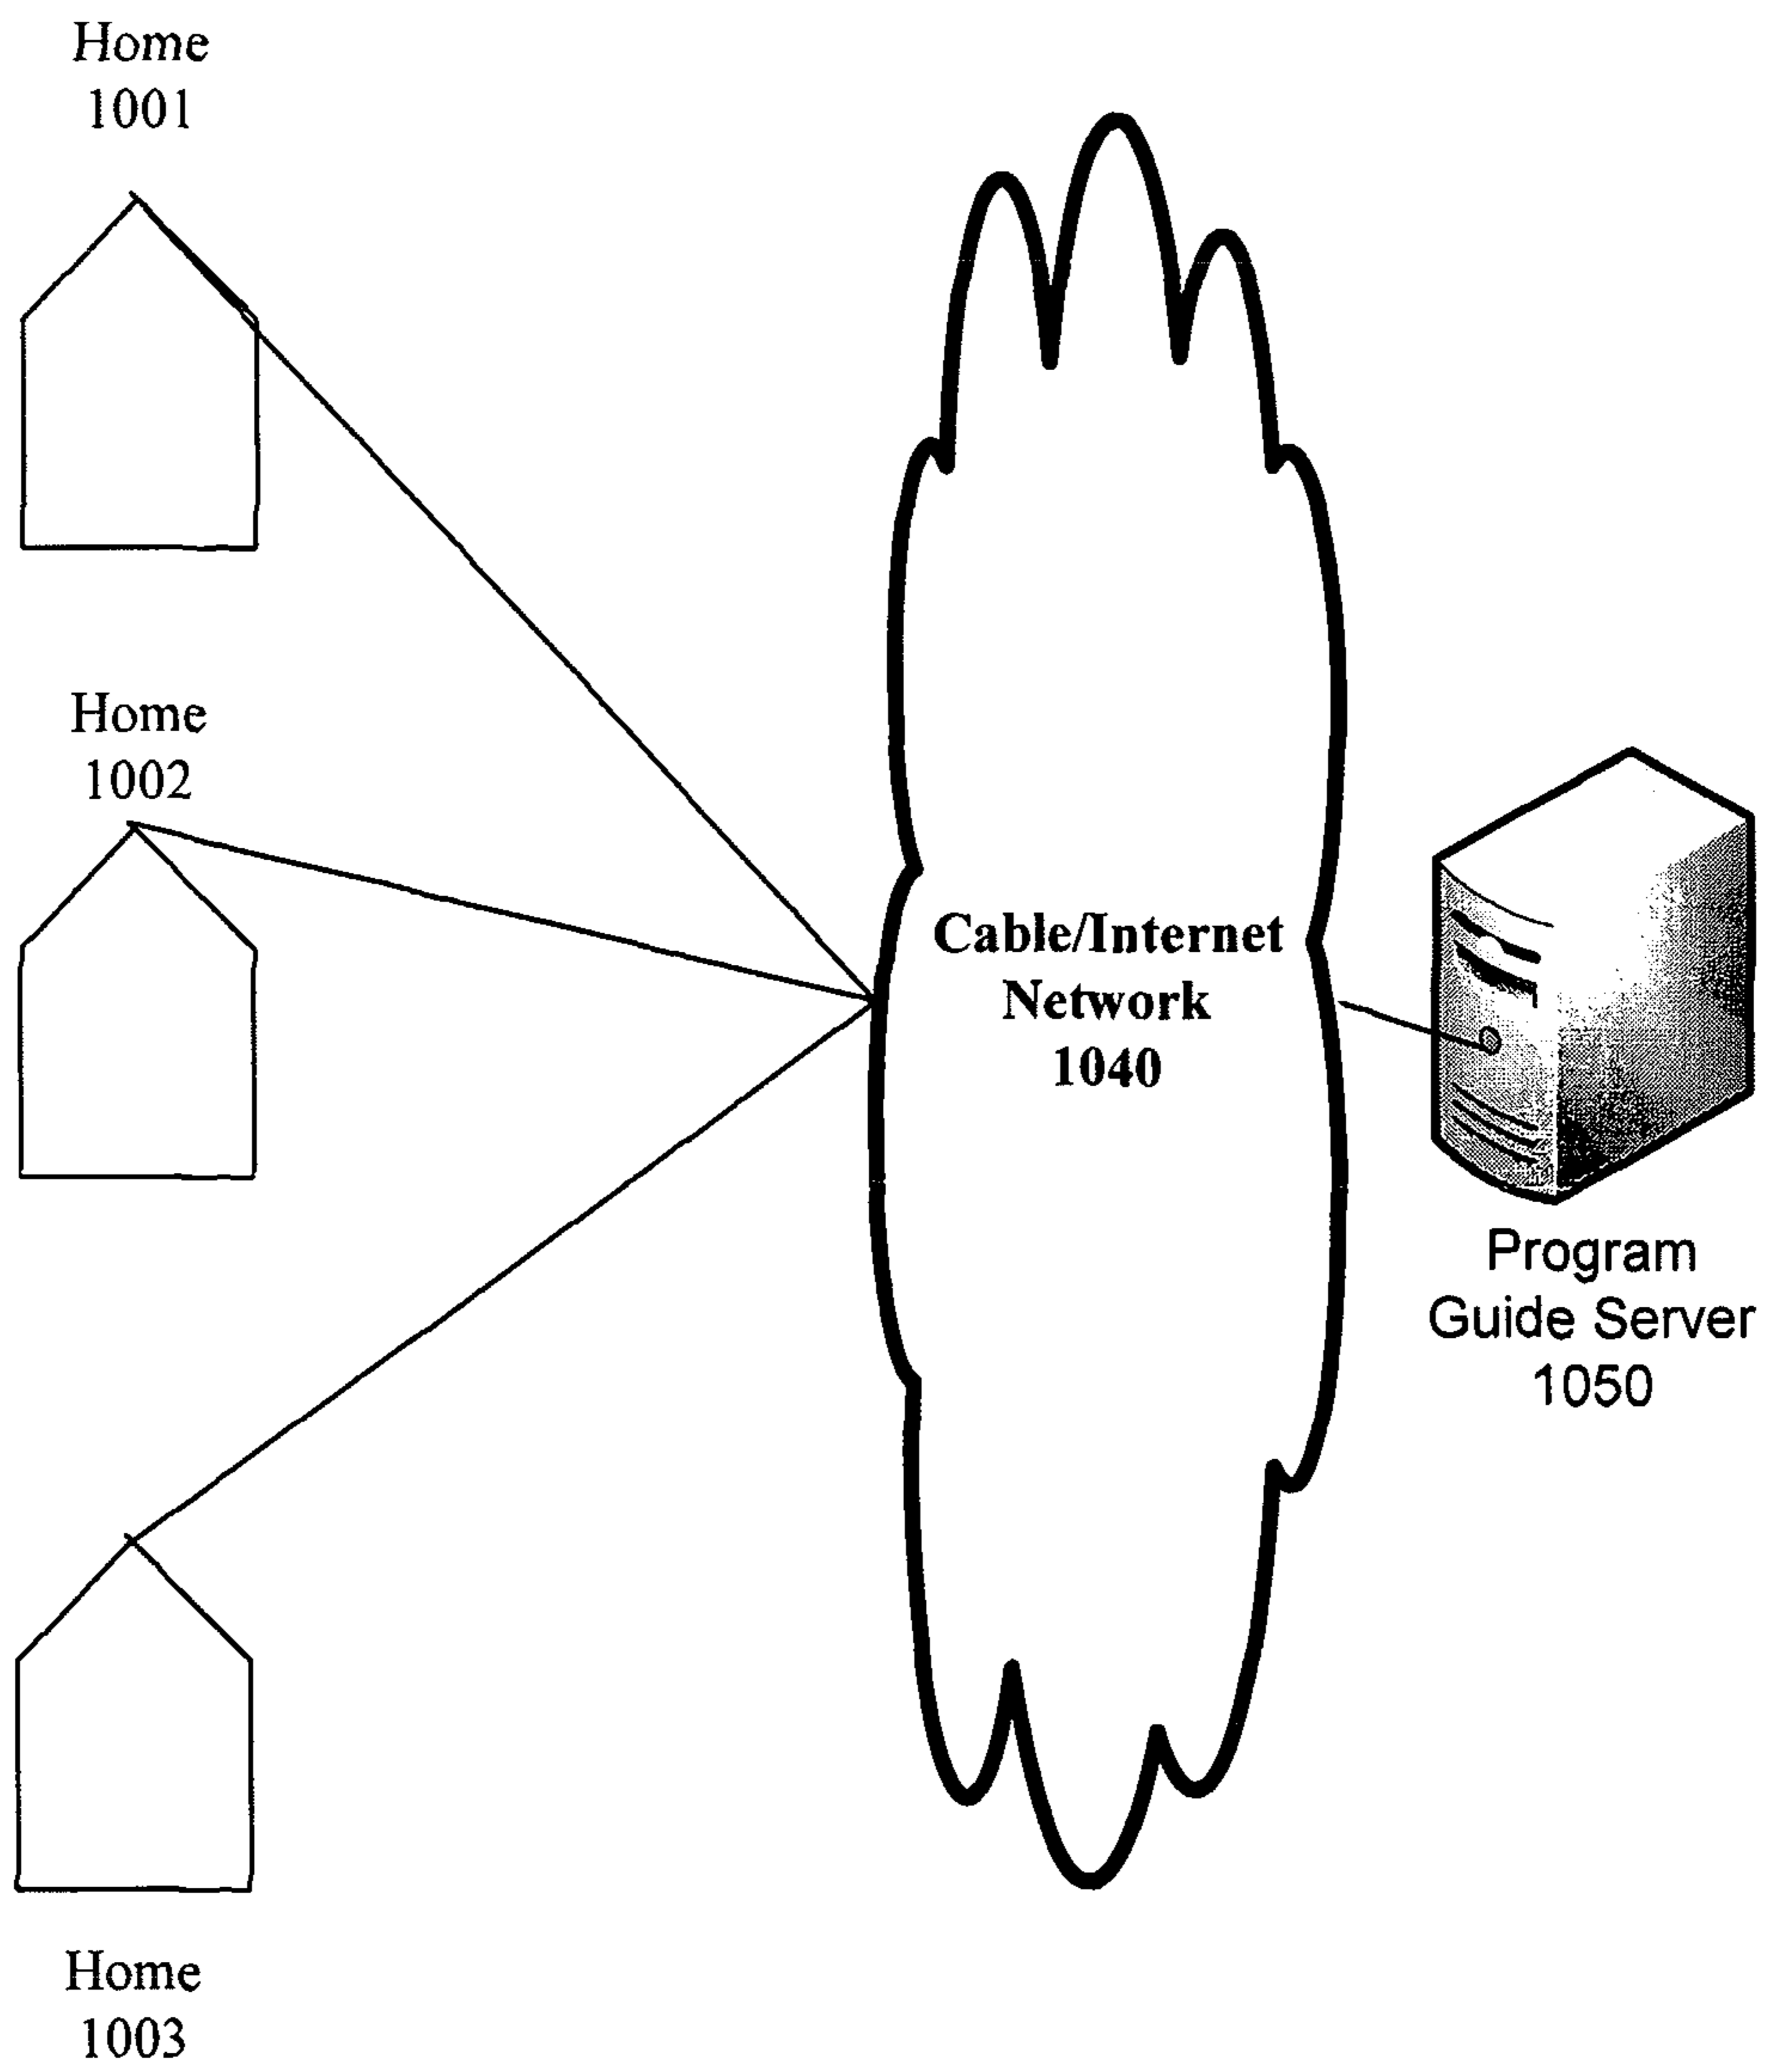 Home
1001
Home
1002
Cable/Internet
Network
1040
Program
Guide Server
1050
Home
1003